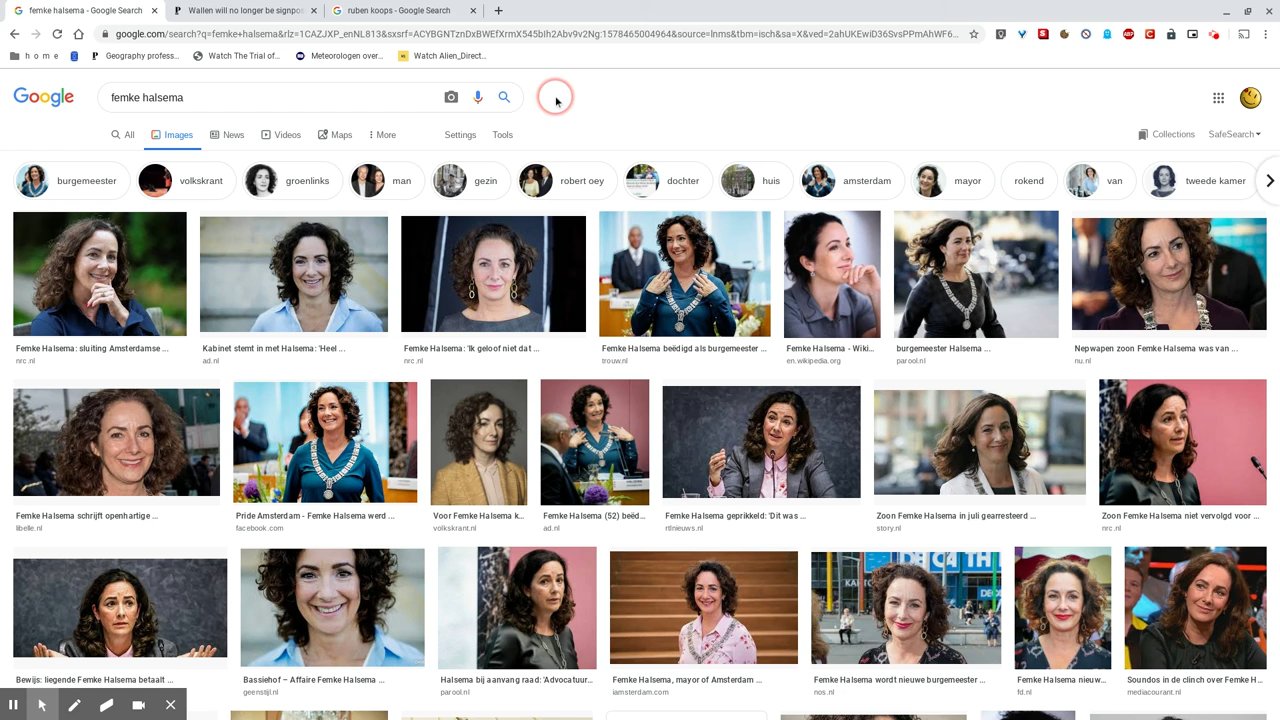 femke halsema - Google Search
Wallen will no longer be signpo
ruben koops - Google Search
google.com/search?q=femke+halsema&rlz=1CAZJXP_enNL813&sxsrf=ACYBGNTznDxBWEfXrmX545bIh2Abv9v2Ng:1578465004964&source=lnms&tbm=isch&sa=X&ved=2ahUKEwiD36SvsPPmAhWF6...
h o m e
Geography profess...
Watch The Trial of...
Meteorologen over...
Watch Alien_Direct...
Google
femke halsema
All
Images
News
Videos
Maps
More
Settings
Tools
Collections
SafeSearch
burgemeester
volkskrant
groenlinks
man
gezin
robert oey
dochter
huis
amsterdam
mayor
rokend
van
tweede kamer
Femke Halsema: sluiting Amsterdamse ...
nrc.nl
Kabinet stemt in met Halsema: 'Heel ...
ad.nl
Femke Halsema: 'Ik geloof niet dat ...
nrc.nl
Femke Halsema beëdigd als burgemeester ...
trouw.nl
Femke Halsema - Wiki...
en.wikipedia.org
burgemeester Halsema ...
parool.nl
Nepwapen zoon Femke Halsema was van ...
nu.nl
Femke Halsema schrijft openhartige ...
libelle.nl
Pride Amsterdam - Femke Halsema werd ...
facebook.com
Voor Femke Halsema k...
volkskrant.nl
Femke Halsema (52) beëd...
ad.nl
Femke Halsema geprikkeld: 'Dit was ...
rtlnieuws.nl
Zoon Femke Halsema in juli gearresteerd ...
story.nl
Zoon Femke Halsema niet vervolgd voor ...
nrc.nl
Bewijs: liegende Femke Halsema betaalt ...
Bassiehof – Affaire Femke Halsema ...
geenstijl.nl
Halsema bij aanvang raad: 'Advocatuur...
parool.nl
Femke Halsema, mayor of Amsterdam ...
iamsterdam.com
Femke Halsema wordt nieuwe burgemeester ...
nos.nl
Femke Halsema nieuw...
fd.nl
Soundos in de clinch over Femke H...
mediacourant.nl